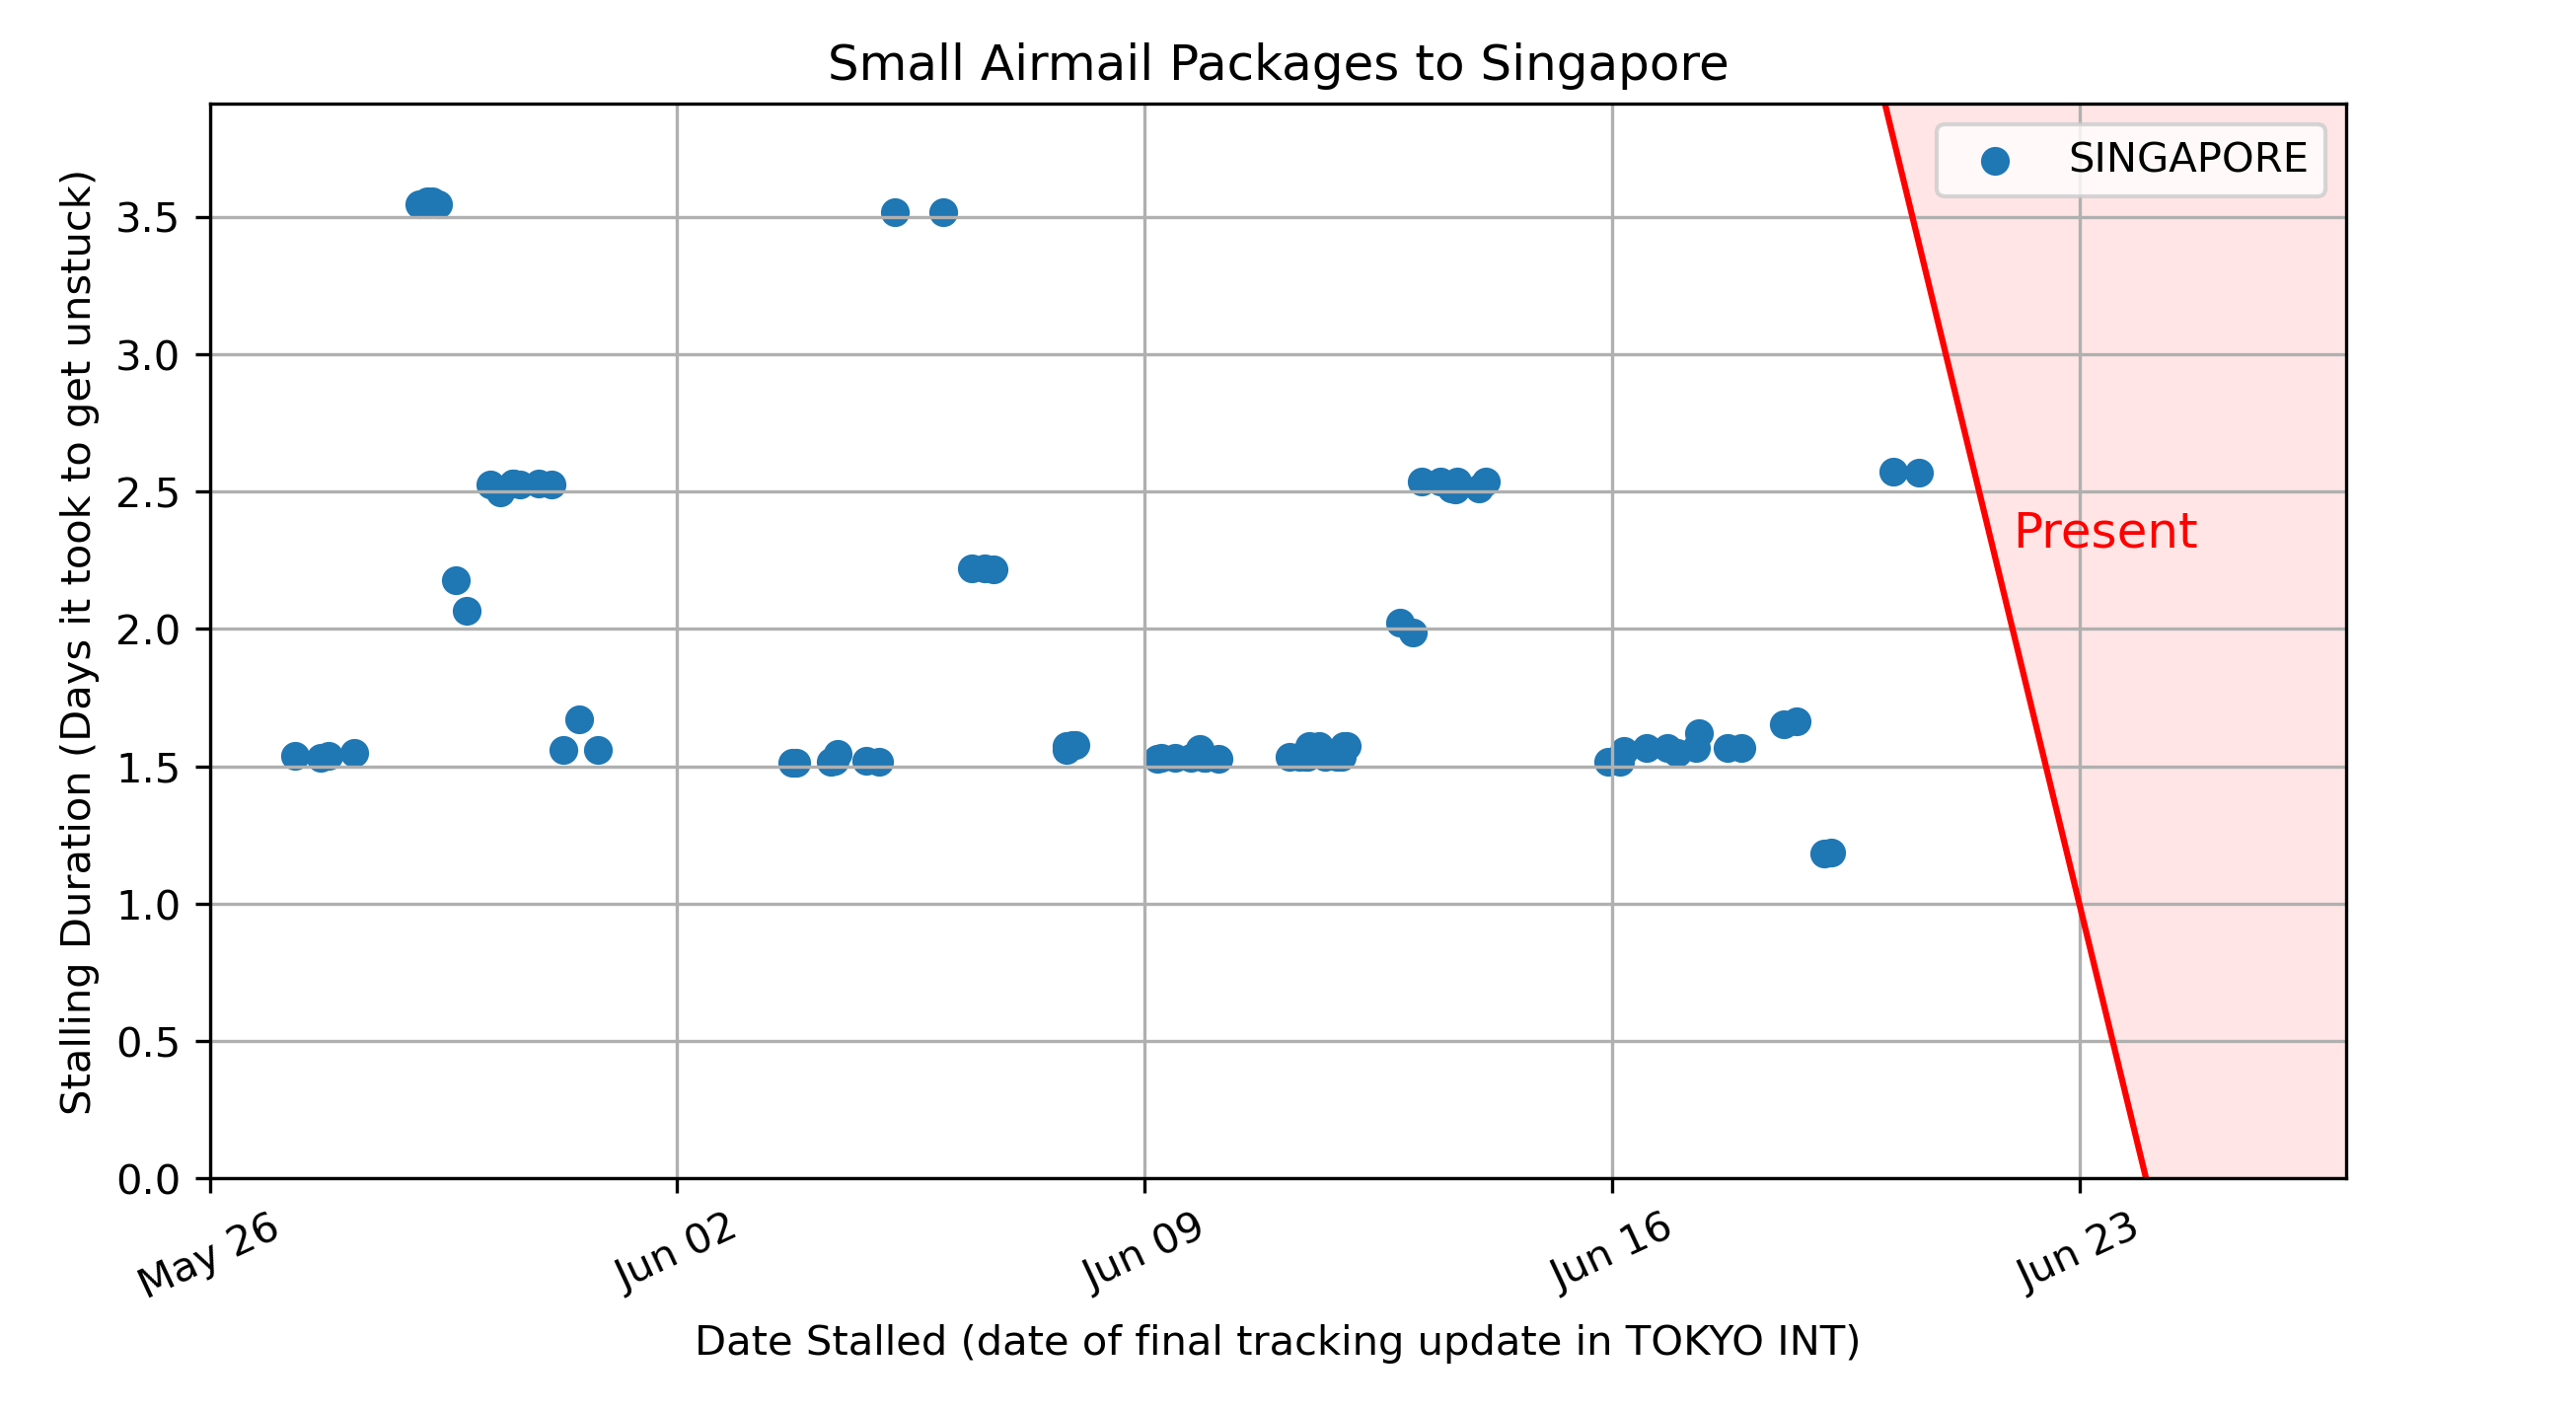 Small Airmail Packages to Singapore
SINGAPORE
Stalling Duration (Days it took to get unstuck)
3.5
3.0
2.5
2.0
1.5
1.0
0.5
0.0
Present
May 26
Jun 02
Jun 09
Jun 16
Jun 23
Date Stalled (date of final tracking update in TOKYO INT)